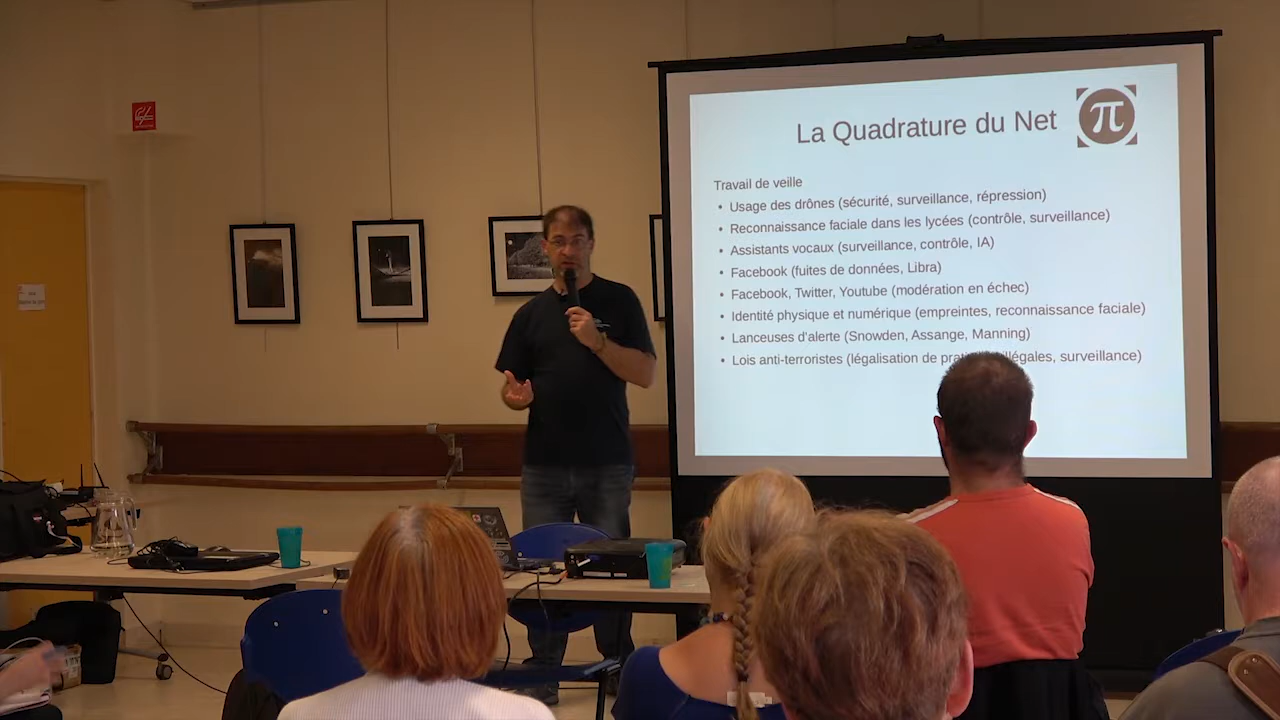 La Quadrature du Net
π
Travail de veille
• Usage des drônes (sécurité, surveillance, répression)
• Reconnaissance faciale dans les lycées (contrôle, surveillance)
• Assistants vocaux (surveillance, contrôle, IA)
• Facebook (fuites de données, Libra)
• Facebook, Twitter, Youtube (modération en échec)
• Identité physique et numérique (empreintes, reconnaissance faciale)
• Lanceuses d'alerte (Snowden, Assange, Manning)
• Lois anti-terroristes (légalisation de illégales, surveillance)